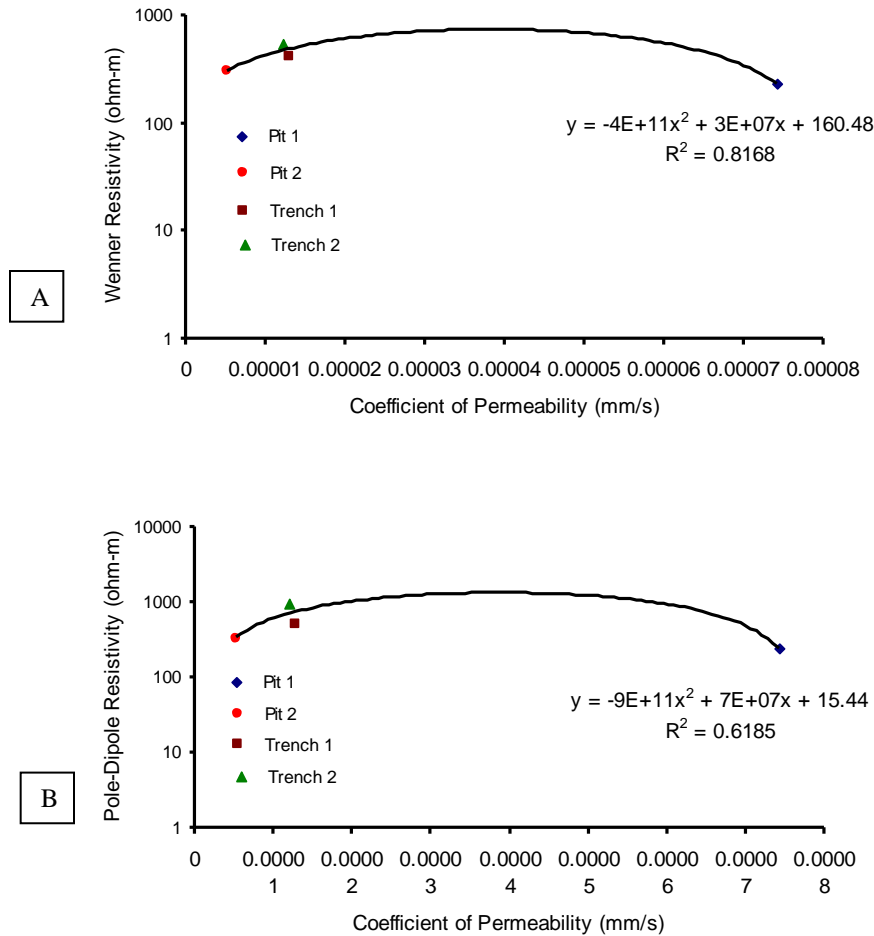 1000
100
10
1
Wenner Resistivity (ohm-m)
y = -4E+11x² + 3E+07x + 160.48
R² = 0.8168
Pit 1
Pit 2
Trench 1
Trench 2
A
0 0.00001 0.00002 0.00003 0.00004 0.00005 0.00006 0.00007 0.00008
Coefficient of Permeability (mm/s)
10000
1000
100
10
1
Pole-Dipole Resistivity (ohm-m)
Pit 1
Pit 2
Trench 1
Trench 2
y = -9E+11x² + 7E+07x + 15.44
R² = 0.6185
B
0 0.0000 0.0000 0.0000 0.0000 0.0000 0.0000 0.0000 0.0000
1 2 3 4 5 6 7 8
Coefficient of Permeability (mm/s)